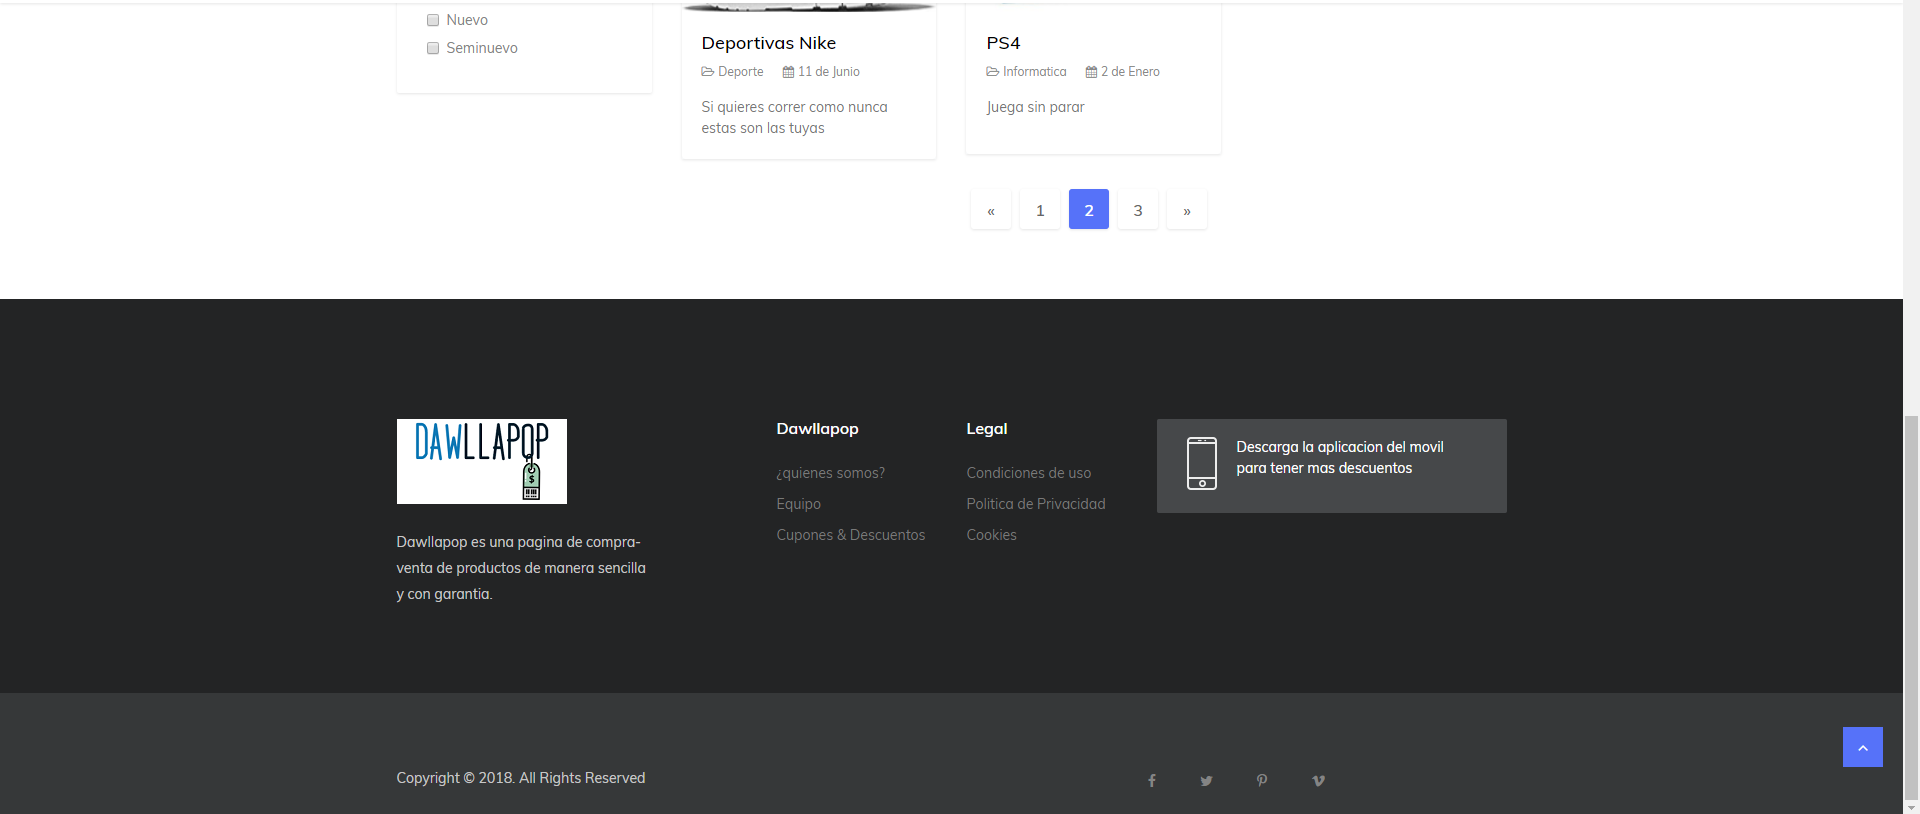 Nuevo
Seminuevo
Deportivas Nike
Deporte 11 de Junio
Si quieres correr como nunca
estas son las tuyas
PS4
Informatica 2 de Enero
Juega sin parar
« 1 2 3 »
DAWLLAPOP
$
Dawllapop es una pagina de compra-
venta de productos de manera sencilla
y con garantia.
Dawllapop
¿quienes somos?
Equipo
Cupones & Descuentos
Legal
Condiciones de uso
Politica de Privacidad
Cookies
Descarga la aplicacion del movil
para tener mas descuentos
Copyright © 2018. All Rights Reserved